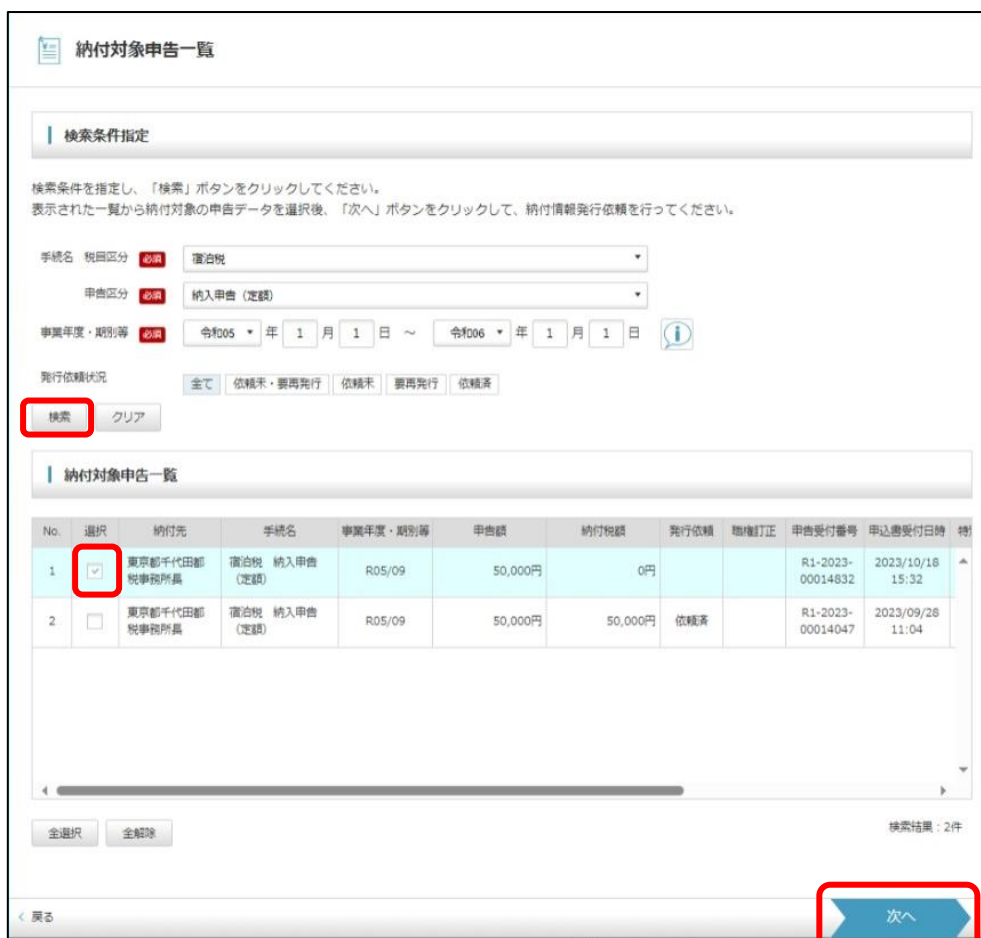 納付対象申告一覧
検索条件指定
検索条件を指定し、「検索」ボタンをクリックしてください。
表示された一覧から納付対象の申告データを選択後、「次へ」ボタンをクリックして、納付情報発行依頼を行ってください。
手続名 税目区分 必須 宿泊税
申告区分 必須 納入申告（定額）
事業年度・期別等 必須 令和05 年 1 月 1 日 ～ 令和06 年 1 月 1 日
発行依頼状況 全て 依頼未・要再発行 依頼未 要再発行 依頼済
検索 クリア
納付対象申告一覧
No. 選択 納付先 手続名 事業年度・期別等 申告額 納付税額 発行依頼 職権訂正 申告受付番号 申込書受付日時 特
1 東京都千代田都 宿泊税 納入申告 R05/09 50,000円 0円 R1-2023- 2023/10/18
税事務所長 （定額） 00014832 15:32
2 東京都千代田都 宿泊税 納入申告 R05/09 50,000円 50,000円 依頼済 R1-2023- 2023/09/28
税事務所長 （定額） 00014047 11:04
全選択 全解除 検索結果：2件
< 戻る 次へ